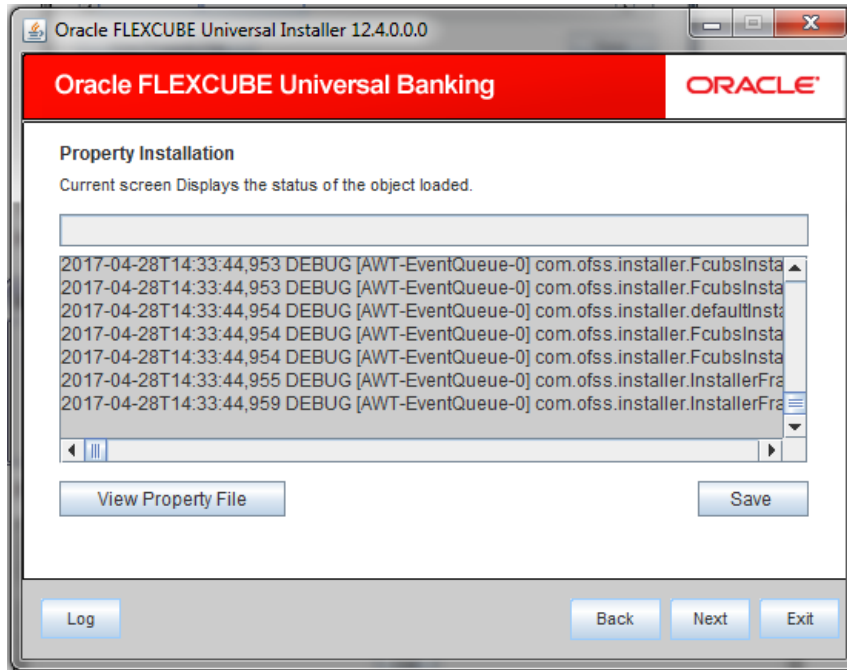 Oracle FLEXCUBE Universal Installer 12.4.0.0.0
Oracle FLEXCUBE Universal Banking
ORACLE
Property Installation
Current screen Displays the status of the object loaded.
2017-04-28T14:33:44,953 DEBUG [AWT-EventQueue-0] com.ofss.installer.FcubsInsta
2017-04-28T14:33:44,953 DEBUG [AWT-EventQueue-0] com.ofss.installer.FcubsInsta
2017-04-28T14:33:44,954 DEBUG [AWT-EventQueue-0] com.ofss.installer.defaultInsta
2017-04-28T14:33:44,954 DEBUG [AWT-EventQueue-0] com.ofss.installer.FcubsInsta
2017-04-28T14:33:44,954 DEBUG [AWT-EventQueue-0] com.ofss.installer.FcubsInsta
2017-04-28T14:33:44,955 DEBUG [AWT-EventQueue-0] com.ofss.installer.InstallerFra
2017-04-28T14:33:44,959 DEBUG [AWT-EventQueue-0] com.ofss.installer.InstallerFra
View Property File Save
Log Back Next Exit